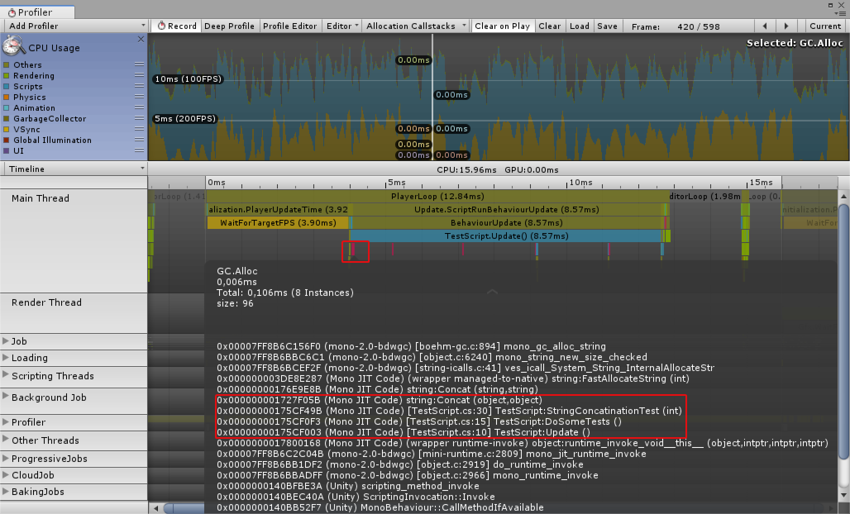 Profiler
Add Profiler
Record Deep Profile Profile Editor Editor Allocation Callstacks Clear on Play Clear Load Save Frame: 420 / 598 Current
CPU Usage
Selected: GC.Alloc
Others
Rendering
Scripts
Physics
Animation
GarbageCollector
VSync
Global Illumination
UI
10ms (100FPS)
5ms (200FPS)
0.00ms
0.00ms
0.00ms 0.00ms
0.00ms
0.00ms 0.00ms
Timeline
CPU:15.96ms GPU:0.00ms
0ms 5ms 10ms 15ms
Main Thread
PlayerLoop (12.84ms)
ditorLoop (1.98m
alization.PlayerUpdateTime (3.92
Update.ScriptRunBehaviourUpdate (8.57ms)
WaitForTargetFPS (3.90ms)
BehaviourUpdate (8.57ms)
TestScript.Update() (8.57ms)
GC.Alloc
0,006ms
Total: 0,106ms (8 Instances)
size: 96
Render Thread
Job
Loading
Scripting Threads
Background Job
Profiler
Other Threads
ProgressiveJobs
CloudJob
BakingJobs
0x00007FF8B6C156F0 (mono-2.0-bdwgc) [boehm-gc.c:894] mono_gc_alloc_string
0x00007FF8B6BBC6C1 (mono-2.0-bdwgc) [object.c:6240] mono_string_new_size_checked
0x00007FF8B6BCEF2F (mono-2.0-bdwgc) [string-icalls.c:41] ves_icall_System_String_InternalAllocateStr
0x000000003DE8E287 (Mono JIT Code) (wrapper managed-to-native) string:FastAllocateString (int)
0x00000000176E9E8B (Mono JIT Code) string:Concat (string,string)
0x000000001727F05B (Mono JIT Code) string:Concat (object,object)
0x00000000175CF49B (Mono JIT Code) [TestScript.cs:30] TestScript:StringConcatinationTest (int)
0x00000000175CF0F3 (Mono JIT Code) [TestScript.cs:15] TestScript:DoSomeTests ()
0x00000000175CF003 (Mono JIT Code) [TestScript.cs:10] TestScript:Update ()
0x0000000017800168 (Mono JIT Code) (wrapper runtime-invoke) object:runtime_invoke_void__this__ (object,intptr,intptr,intptr)
0x00007FF8B6C2C04B (mono-2.0-bdwgc) [mini-runtime.c:2809] mono_jit_runtime_invoke
0x00007FF8B6BB1DF2 (mono-2.0-bdwgc) [object.c:2919] do_runtime_invoke
0x00007FF8B6BBADFF (mono-2.0-bdwgc) [object.c:2966] mono_runtime_invoke
0x0000000140BFBE3A (Unity) scripting_method_invoke
0x0000000140BEC40A (Unity) ScriptingInvocation::Invoke
0x0000000140BB52F7 (Unity) MonoBehaviour::CallMethodIfAvailable